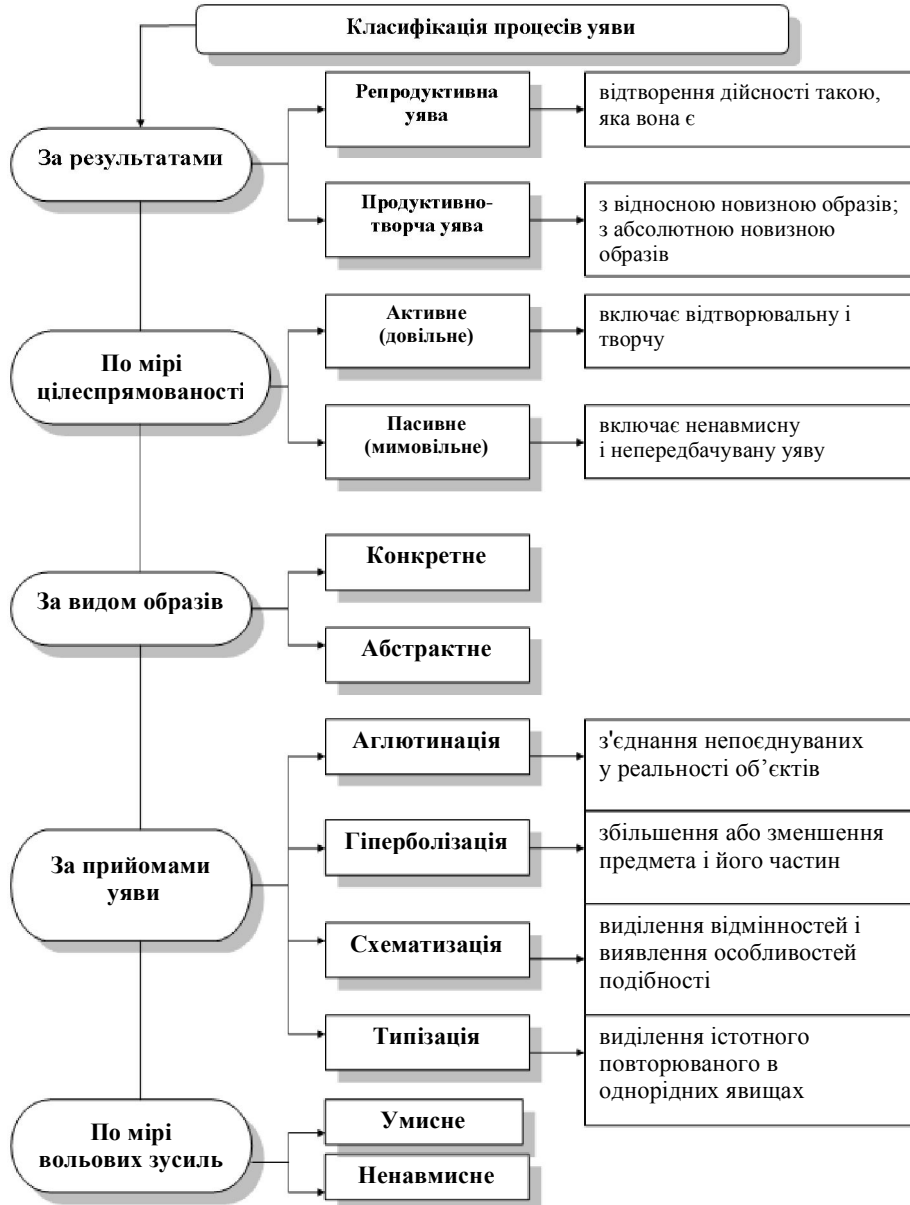 Класифікація процесів уяви
За результатами
Репродуктивна
уява
відтворення дійсності такою,
яка вона є
Продуктивно-
творча уява
з відносною новизною образів;
з абсолютною новизною
образів
По мірі
цілеспрямованості
Активне
(довільне)
включає відтворювальну і
творчу
Пасивне
(мимовільне)
включає ненавмисну
і непередбачувану уяву
За видом образів
Конкретне
Абстрактне
За прийомами
уяви
Аглютинація
з'єднання непоєднуваних
у реальності об’єктів
Гіперболізація
збільшення або зменшення
предмета і його частин
Схематизація
виділення відмінностей і
виявлення особливостей
подібності
Типізація
виділення істотного
повторюваного в
однорідних явищах
По мірі
вольових зусиль
Умисне
Ненавмисне